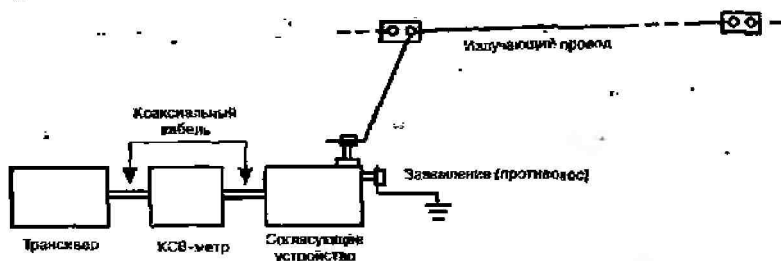 Излучающий провод
Коаксиальный
кабель
Заземление (противовес)
Трансивер
КСВ-метр
Согласующее
устройство